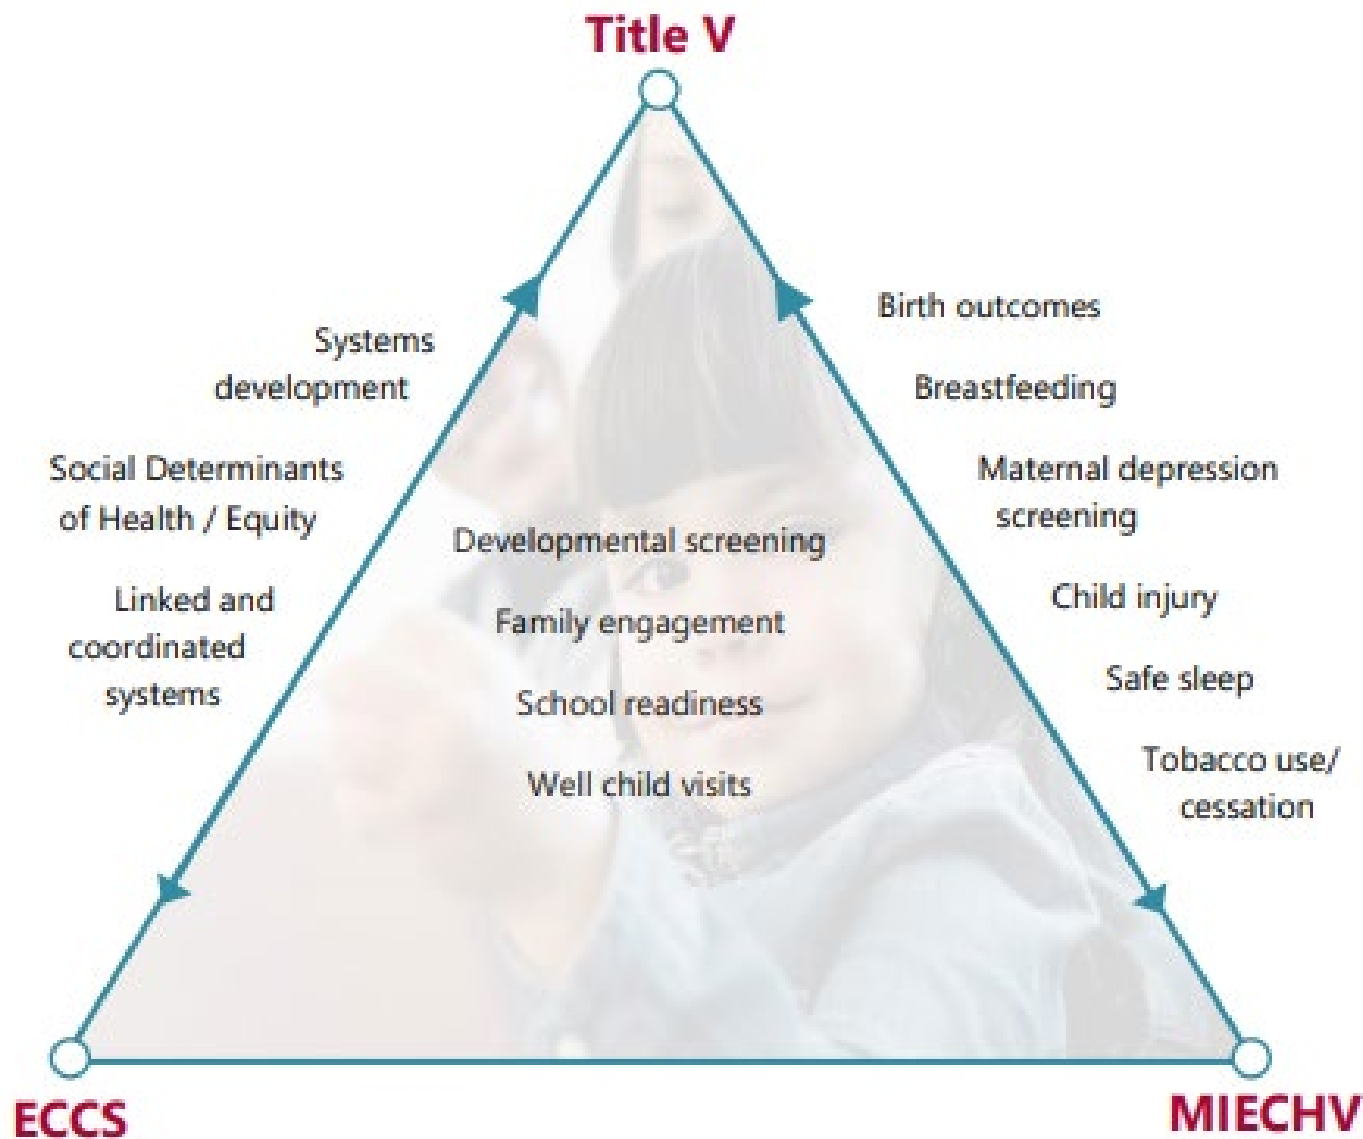 Title V
Systems
development
Social Determinants
of Health / Equity
Linked and
coordinated
systems
Developmental screening
Family engagement
School readiness
Well child visits
Birth outcomes
Breastfeeding
Maternal depression
screening
Child injury
Safe sleep
Tobacco use/
cessation
ECCS
MIECHV